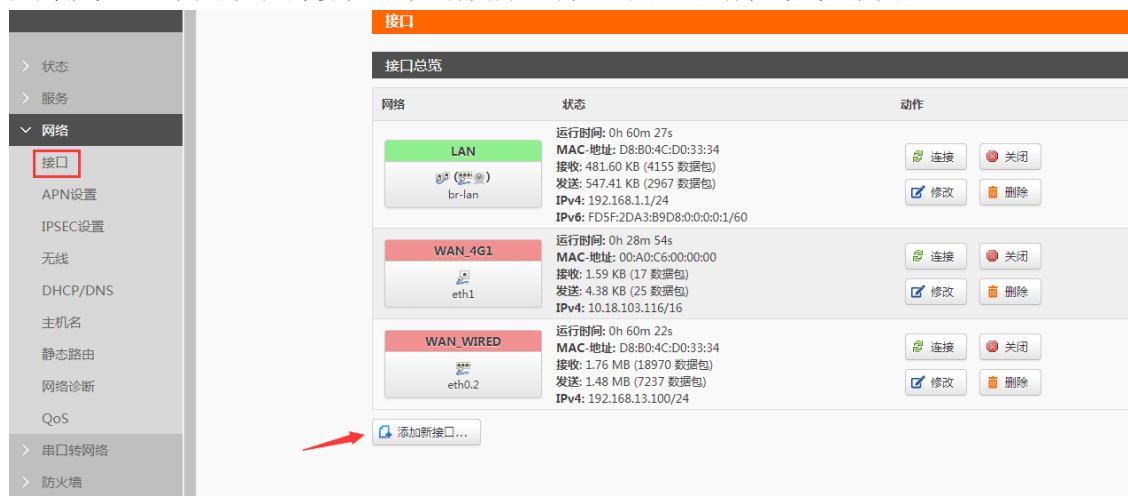 接口
接口总览
状态
服务
网络
接口
APN设置
IPSEC设置
无线
DHCP/DNS
主机名
静态路由
网络诊断
QoS
串口转网络
防火墙
网络 状态 动作
LAN
br-lan
运行时间: 0h 60m 27s
MAC-地址: D8:B0:4C:D0:33:34
接收: 481.60 KB (4155 数据包)
发送: 547.41 KB (2967 数据包)
IPv4: 192.168.1.1/24
IPv6: FD5F:2DA3:B9D8:0:0:0:0:1/60
连接 关闭
修改 删除
WAN_4G1
eth1
运行时间: 0h 28m 54s
MAC-地址: 00:A0:C6:00:00:00
接收: 1.59 KB (17 数据包)
发送: 4.38 KB (25 数据包)
IPv4: 10.18.103.116/16
连接 关闭
修改 删除
WAN_WIRED
eth0.2
运行时间: 0h 60m 22s
MAC-地址: D8:B0:4C:D0:33:34
接收: 1.76 MB (18970 数据包)
发送: 1.48 MB (7237 数据包)
IPv4: 192.168.13.100/24
连接 关闭
修改 删除
添加新接口...